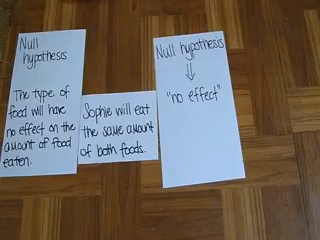 Null
hypothesis
The type of
food will have
no effect on the
amount of food
eaten.
Sophie will eat
the same amount
of both foods.
Null hypothesis
⇓
"no effect"